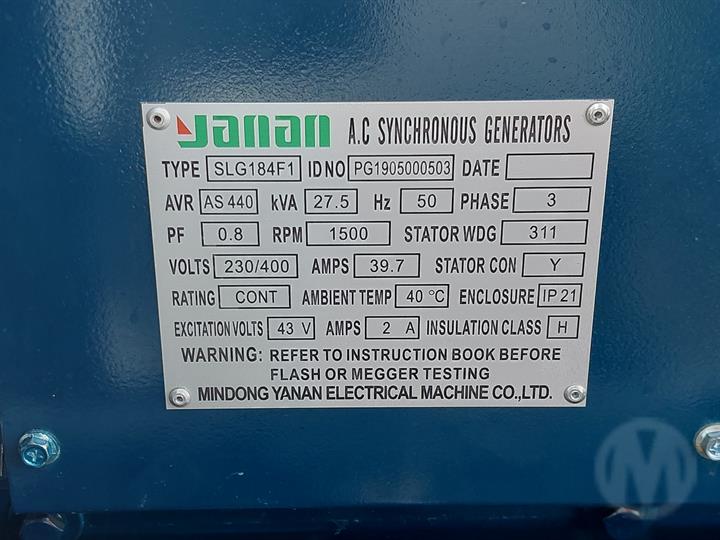 Yanan A.C SYNCHRONOUS GENERATORS
TYPE SLG184F1 ID NO PG1905000503 DATE
AVR AS 440 kVA 27.5 Hz 50 PHASE 3
PF 0.8 RPM 1500 STATOR WDG 311
VOLTS 230/400 AMPS 39.7 STATOR CON Y
RATING CONT AMBIENT TEMP 40 °C ENCLOSURE IP 21
EXCITATION VOLTS 43 V AMPS 2 A INSULATION CLASS H
WARNING: REFER TO INSTRUCTION BOOK BEFORE
FLASH OR MEGGER TESTING
MINDONG YANAN ELECTRICAL MACHINE CO.,LTD.
M